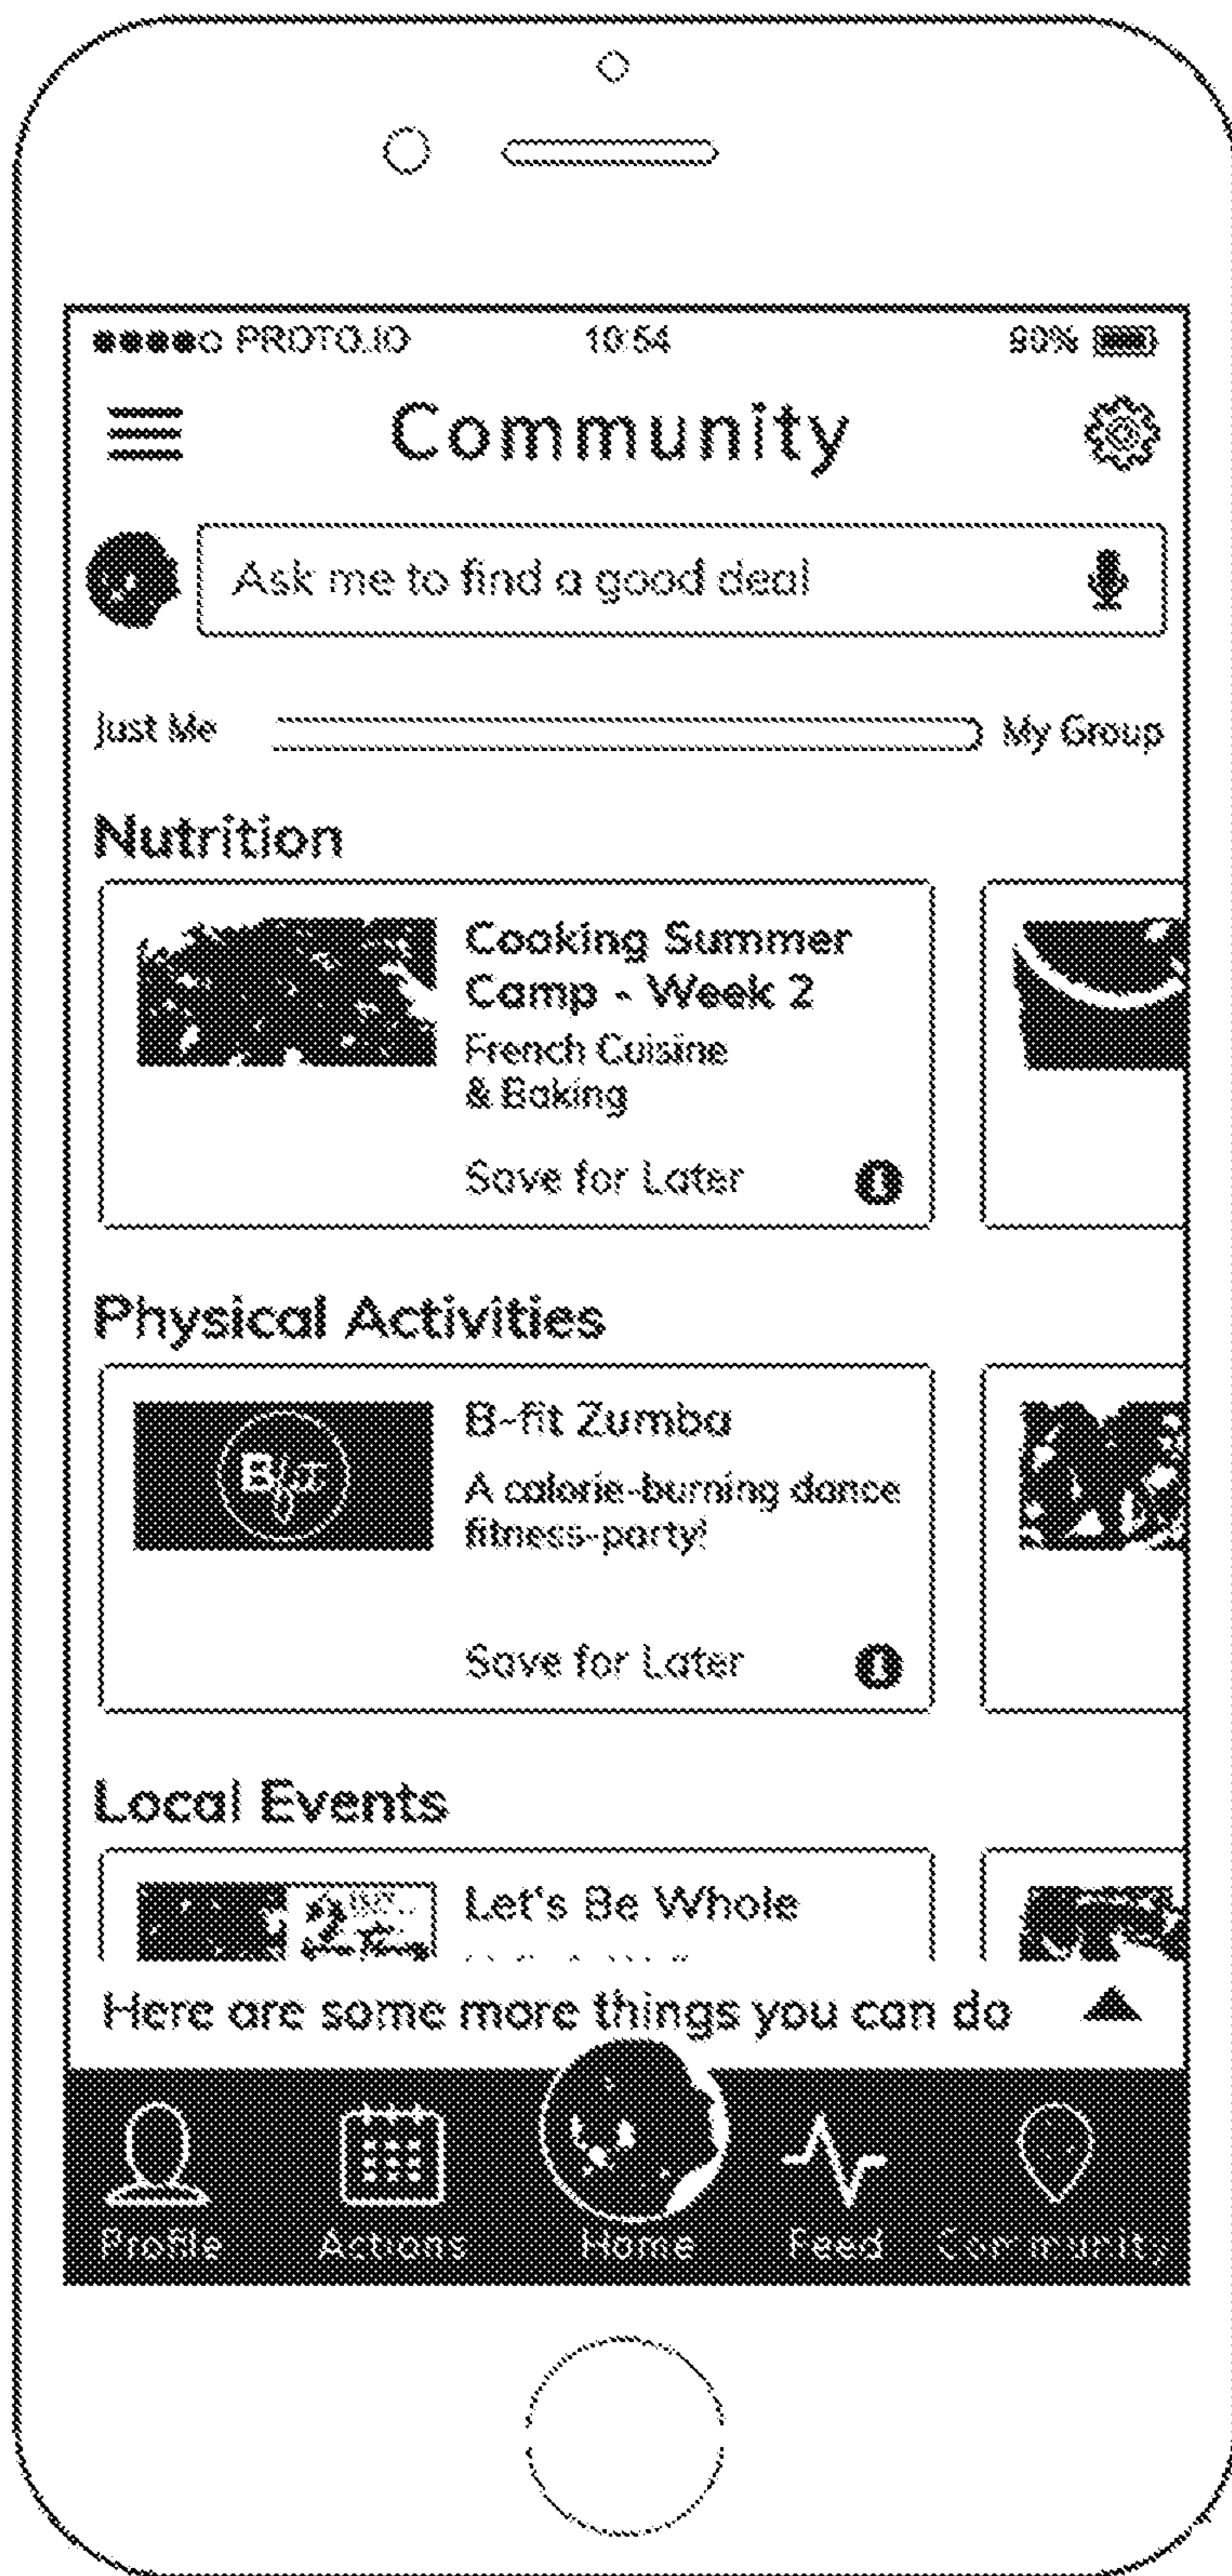 PROTO.IO 10:54 90%
Community
Ask me to find a good deal
Just Me My Group
Nutrition
Cooking Summer
Camp - Week 2
French Cuisine
& Baking
Save for Later
Physical Activities
B-fit Zumba
A calorie-burning dance
fitness-party!
Save for Later
Local Events
Let's Be Whole
Here are some more things you can do
Profile Actions Home Feed Community